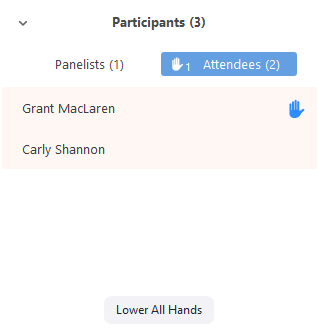 Participants (3)
Panelists (1)
1 Attendees (2)
Grant MacLaren
Carly Shannon
Lower All Hands